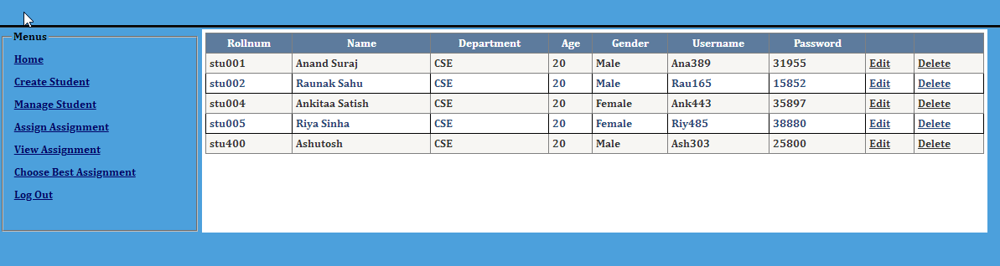 Menus
Home
Create Student
Manage Student
Assign Assignment
View Assignment
Choose Best Assignment
Log Out
Rollnum Name Department Age Gender Username Password
stu001 Anand Suraj CSE 20 Male Ana389 31955 Edit Delete
stu002 Raunak Sahu CSE 20 Male Rau165 15852 Edit Delete
stu004 Ankitaa Satish CSE 20 Female Ank443 35897 Edit Delete
stu005 Riya Sinha CSE 20 Female Riy485 38880 Edit Delete
stu400 Ashutosh CSE 20 Male Ash303 25800 Edit Delete